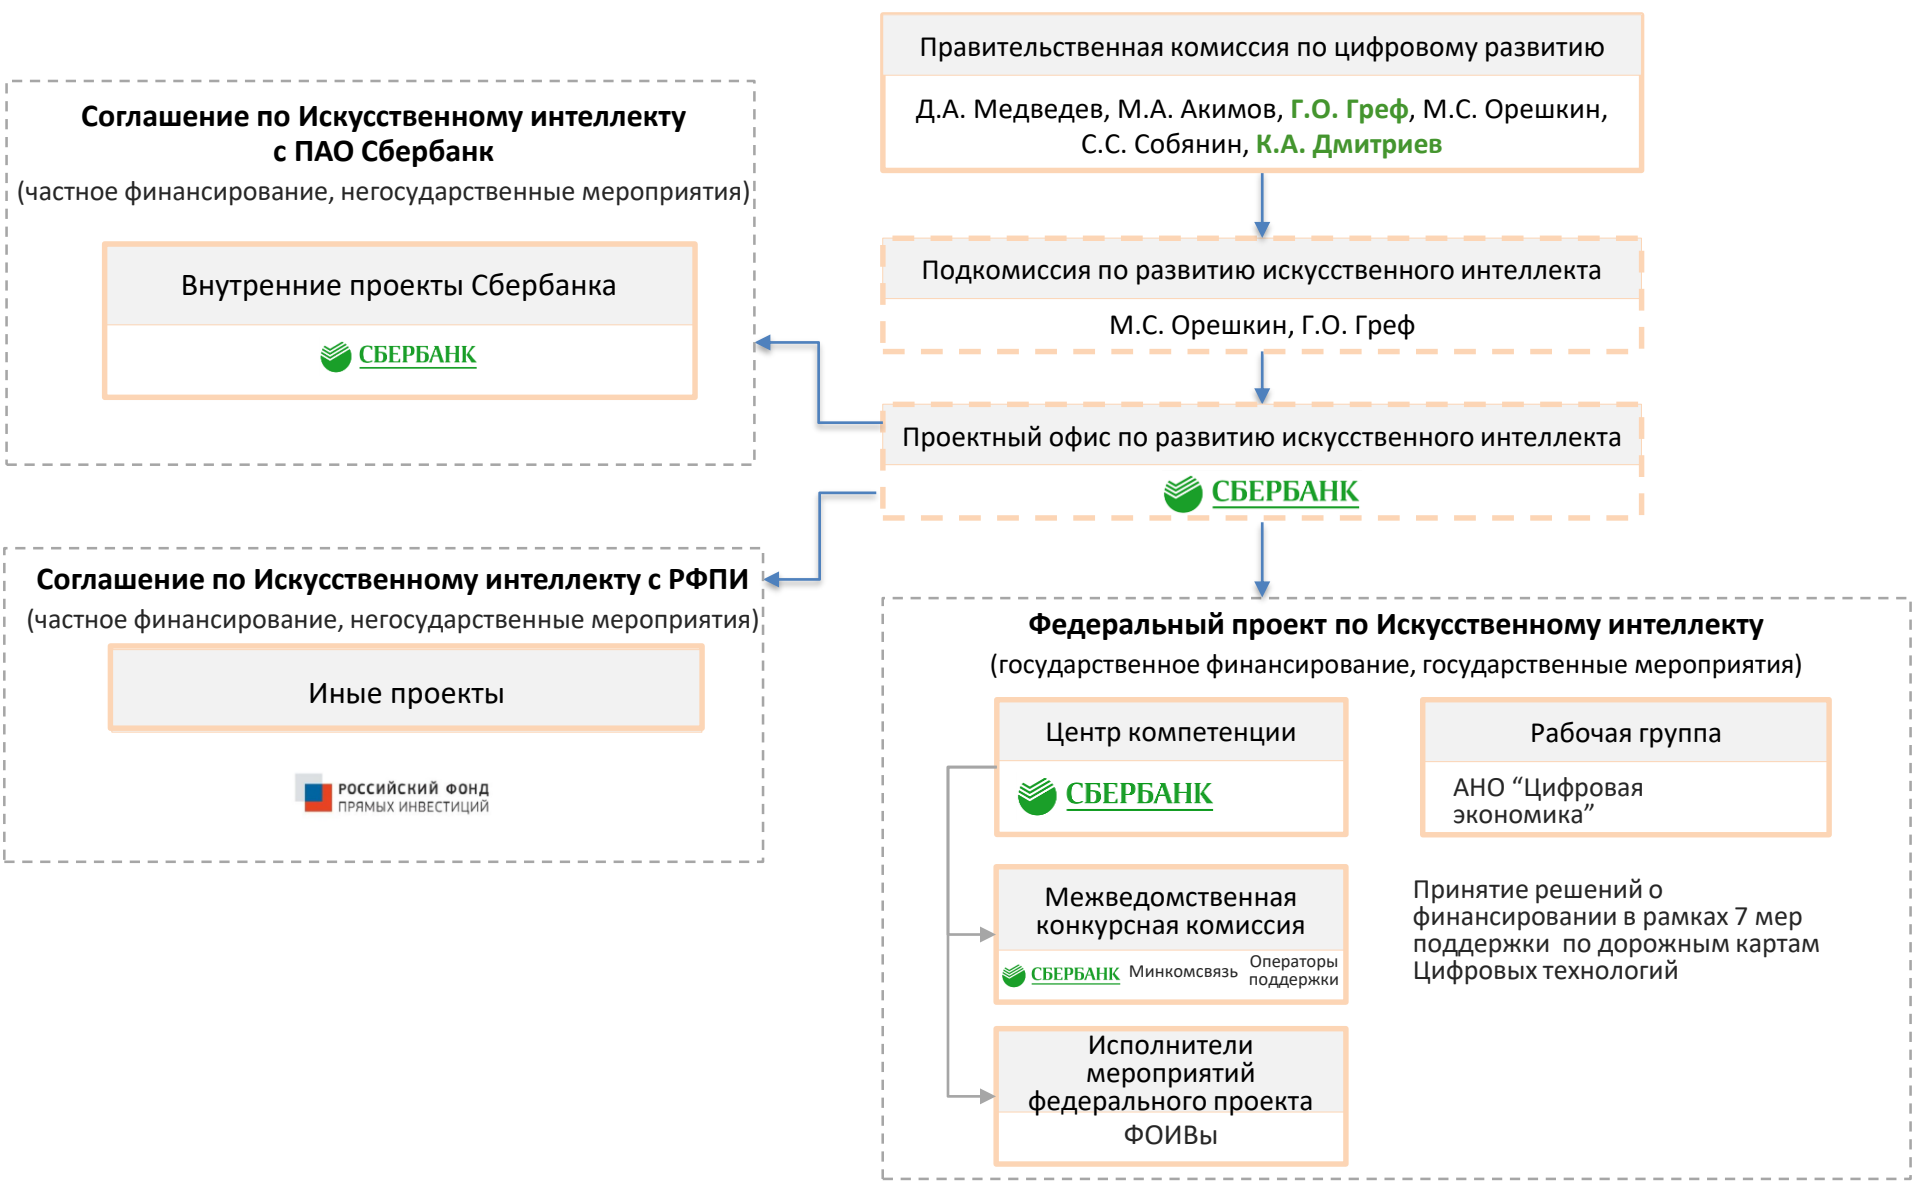 Правительственная комиссия по цифровому развитию
Д.А. Медведев, М.А. Акимов, Г.О. Греф, М.С. Орешкин,
С.С. Собянин, К.А. Дмитриев
Соглашение по Искусственному интеллекту
с ПАО Сбербанк
(частное финансирование, негосударственные мероприятия)
Внутренние проекты Сбербанка
СБЕРБАНК
Подкомиссия по развитию искусственного интеллекта
М.С. Орешкин, Г.О. Греф
Проектный офис по развитию искусственного интеллекта
СБЕРБАНК
Соглашение по Искусственному интеллекту с РФПИ
(частное финансирование, негосударственные мероприятия)
Иные проекты
РОССИЙСКИЙ ФОНД
ПРЯМЫХ ИНВЕСТИЦИЙ
Федеральный проект по Искусственному интеллекту
(государственное финансирование, государственные мероприятия)
Центр компетенции
СБЕРБАНК
Рабочая группа
АНО “Цифровая
экономика”
Межведомственная
конкурсная комиссия
СБЕРБАНК Минкомсвязь Операторы
поддержки
Принятие решений о
финансировании в рамках 7 мер
поддержки по дорожным картам
Цифровых технологий
Исполнители
мероприятий
федерального проекта
ФОИВы